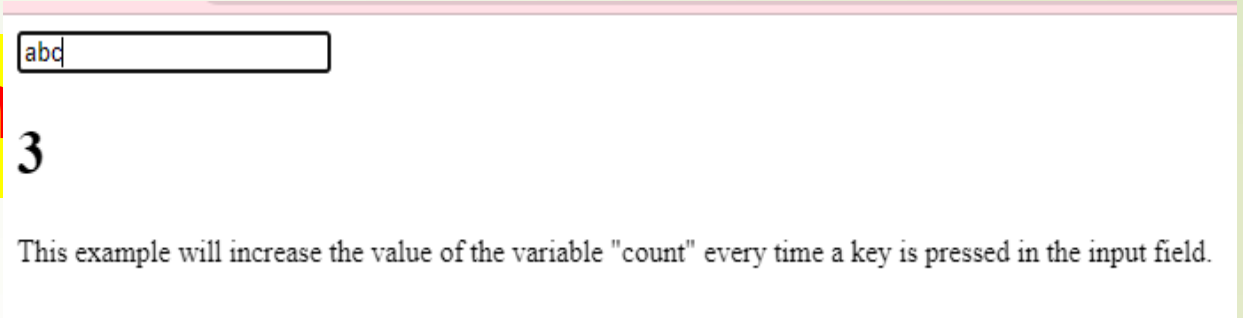 abc
3
This example will increase the value of the variable "count" every time a key is pressed in the input field.